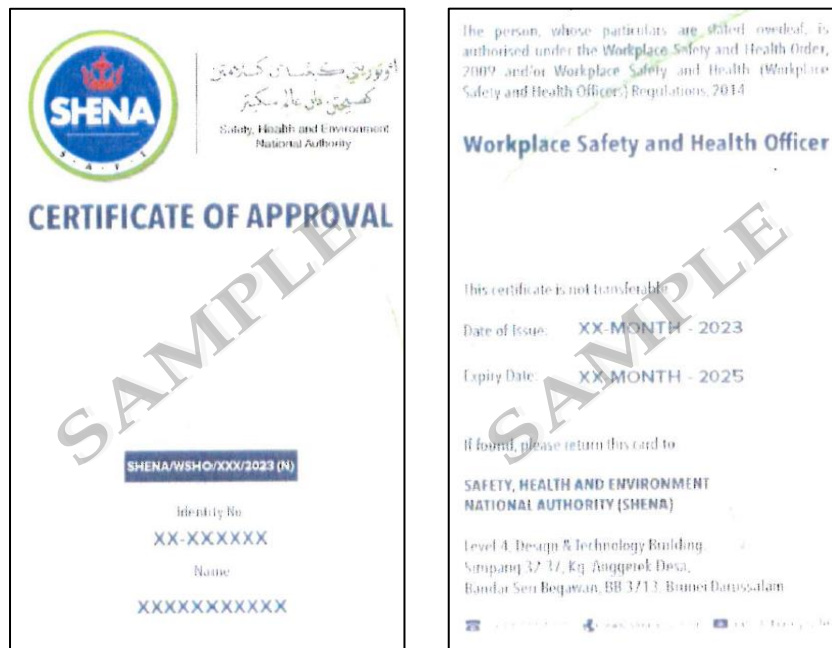 SHENA
S · A · F · E
Safety, Health and Environment
National Authority
CERTIFICATE OF APPROVAL
SAMPLE
SHENA/WSHO/XXX/2023 (N)
Identity No
XX-XXXXXX
Name
XXXXXXXXXXX
The person, whose particulars are stated overleaf, is
authorised under the Workplace Safety and Health Order,
2009 and/or Workplace Safety and Health (Workplace
Safety and Health Officers) Regulations, 2014
Workplace Safety and Health Officer
This certificate is not transferable
Date of Issue: XX-MONTH - 2023
Expiry Date: XX-MONTH - 2025
SAMPLE
If found, please return this card to
SAFETY, HEALTH AND ENVIRONMENT
NATIONAL AUTHORITY (SHENA)
Level 4, Design & Technology Building,
Simpang 32-37, Kg. Anggerek Desa,
Bandar Seri Begawan, BB 3713, Brunei Darussalam